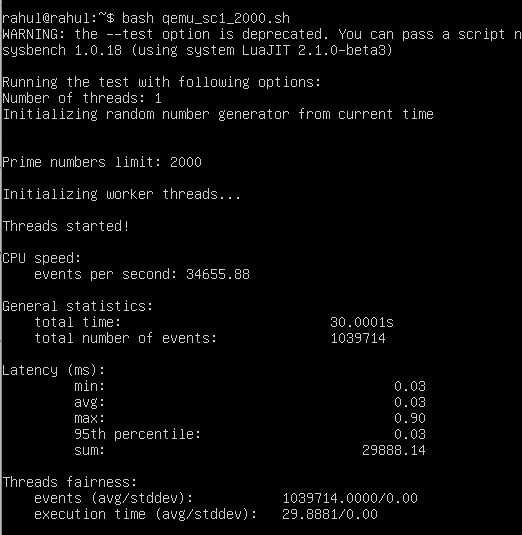 rahul@rahul:~$ bash qemu_sc1_2000.sh
WARNING: the --test option is deprecated. You can pass a script n
sysbench 1.0.18 (using system LuaJIT 2.1.0-beta3)
Running the test with following options:
Number of threads: 1
Initializing random number generator from current time
Prime numbers limit: 2000
Initializing worker threads...
Threads started!
CPU speed:
events per second: 34655.88
General statistics:
total time: 30.0001s
total number of events: 1039714
Latency (ms):
min: 0.03
avg: 0.03
max: 0.90
95th percentile: 0.03
sum: 29888.14
Threads fairness:
events (avg/stddev): 1039714.0000/0.00
execution time (avg/stddev): 29.8881/0.00